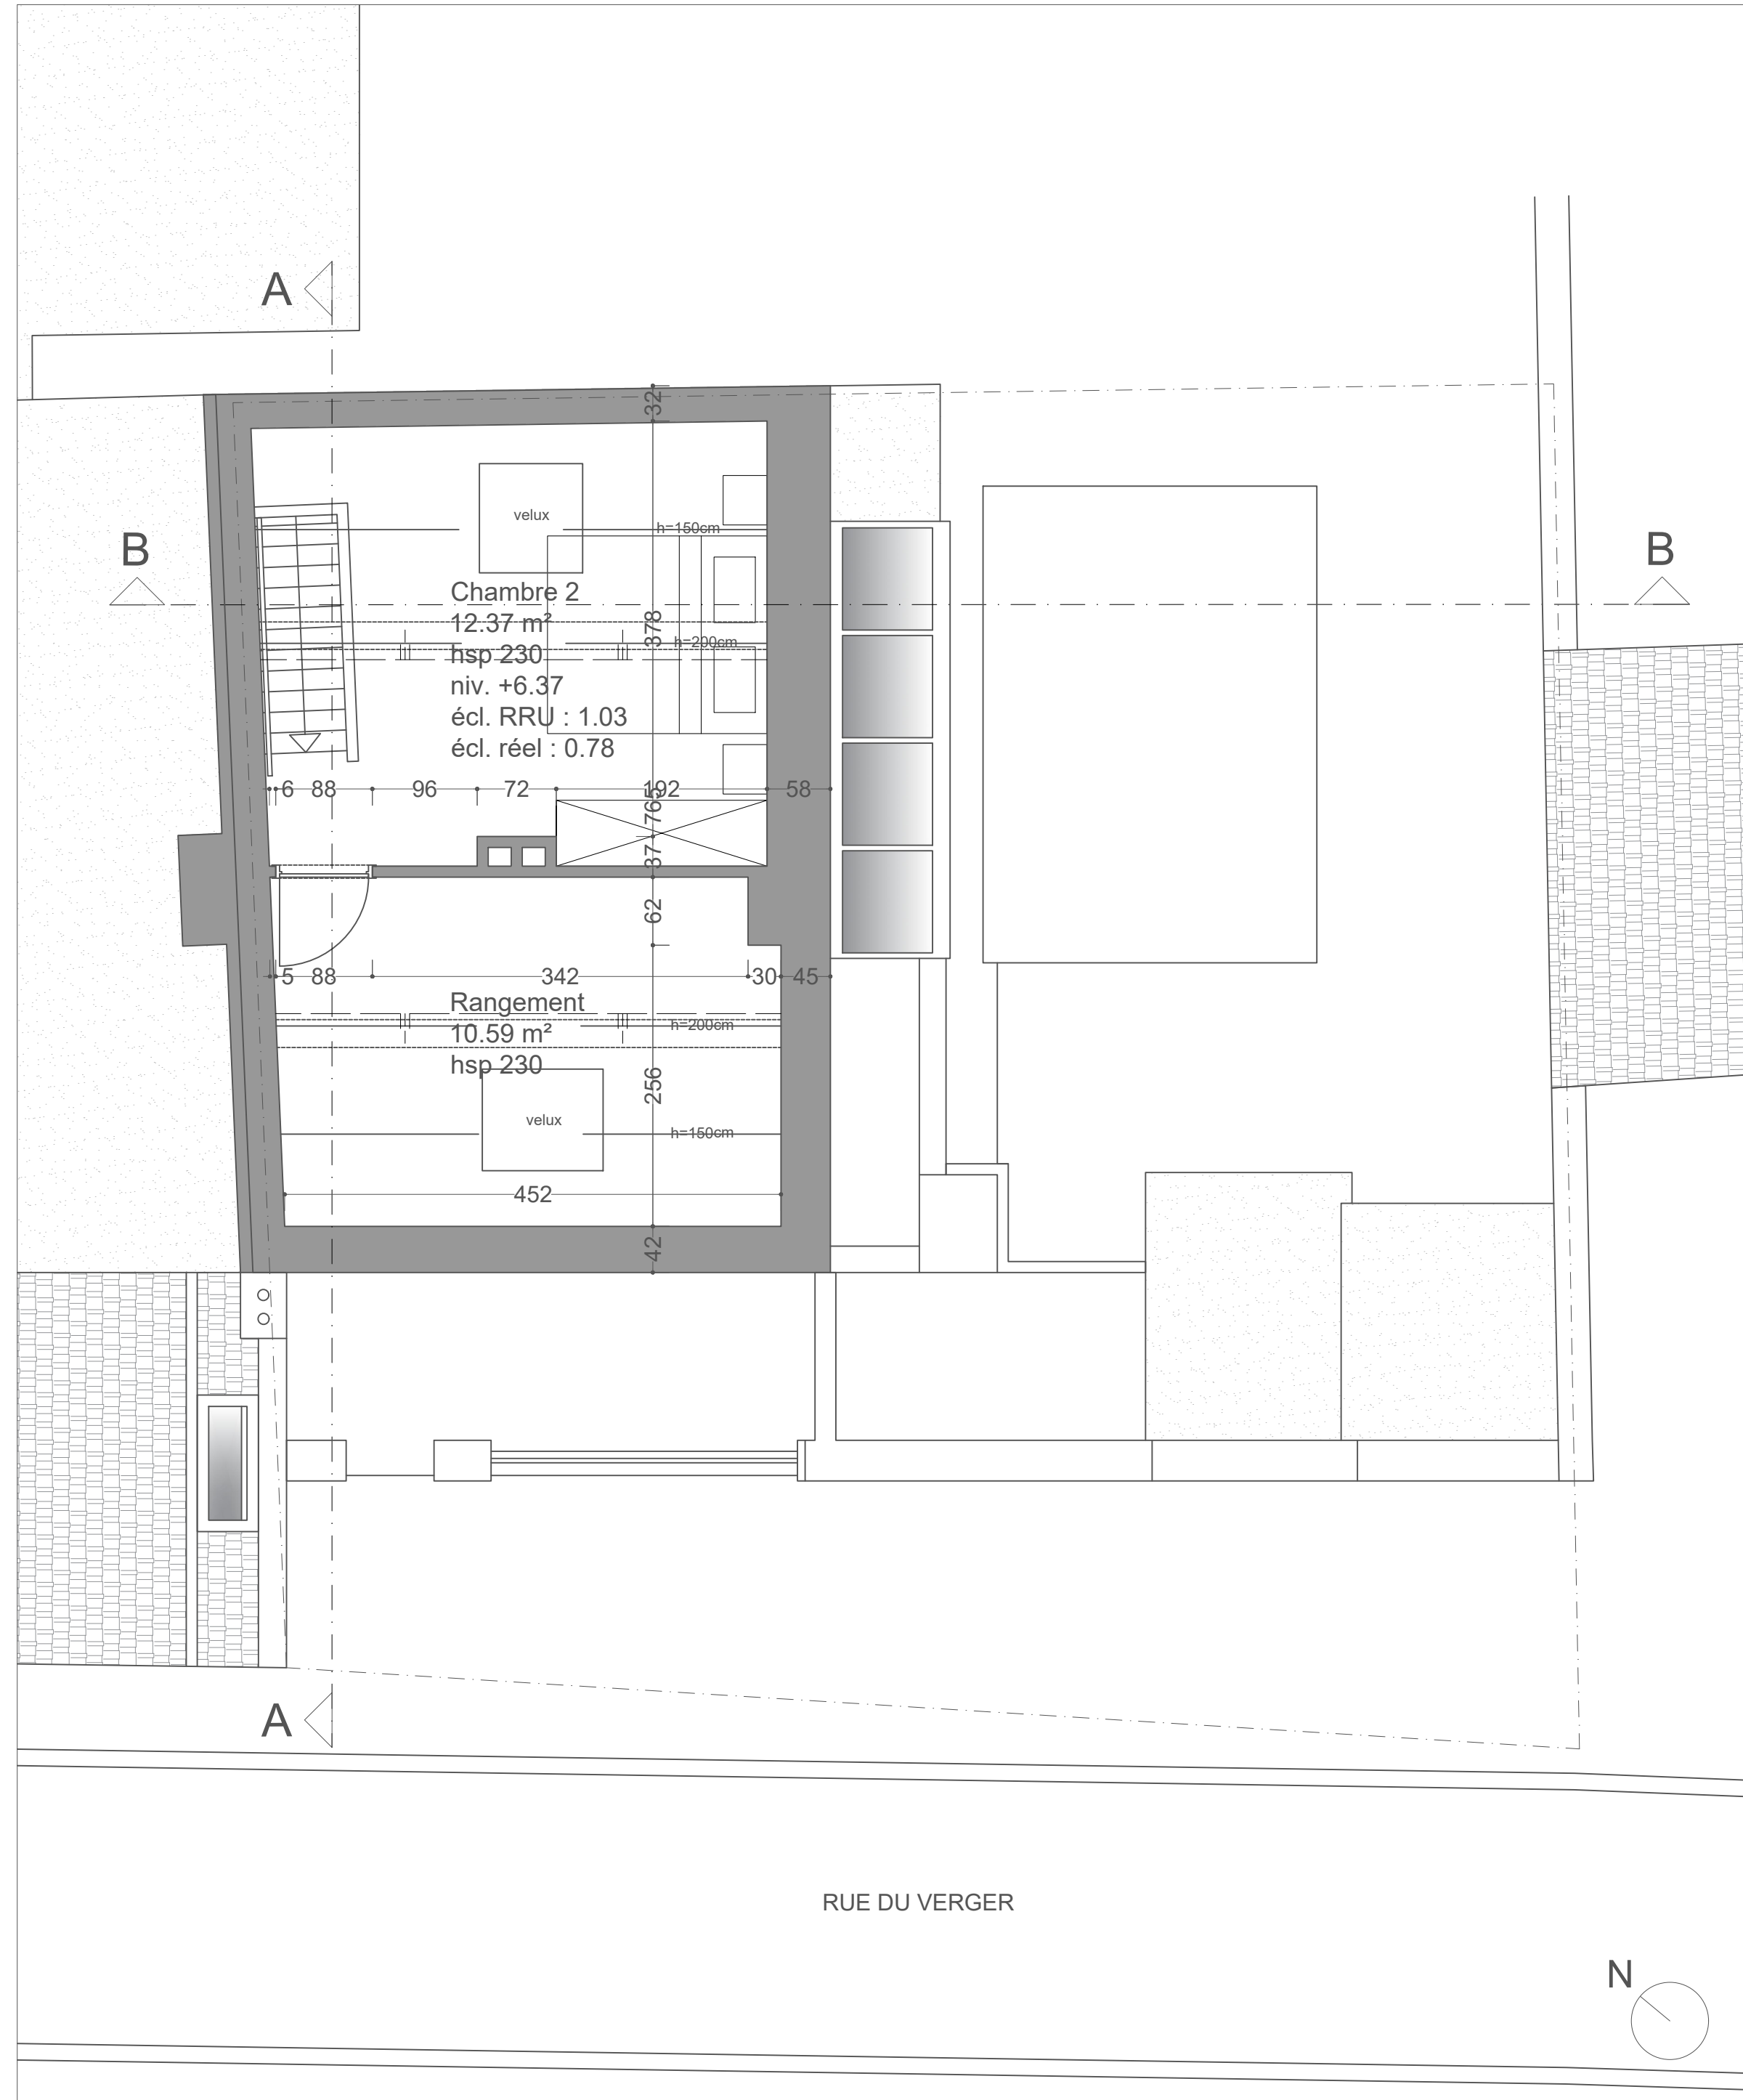 A
32
velux
h=150cm
B
B
Chambre 2
12.37 m²
hsp 230
niv. +6.37
écl. RRU : 1.03
écl. réel : 0.78
378
h=200cm
6 88 96 72 192 58
765
37
62
5 88 342 30 45
Rangement
10.59 m²
hsp 230
h=200cm
256
velux
h=150cm
452
42
A
RUE DU VERGER
N